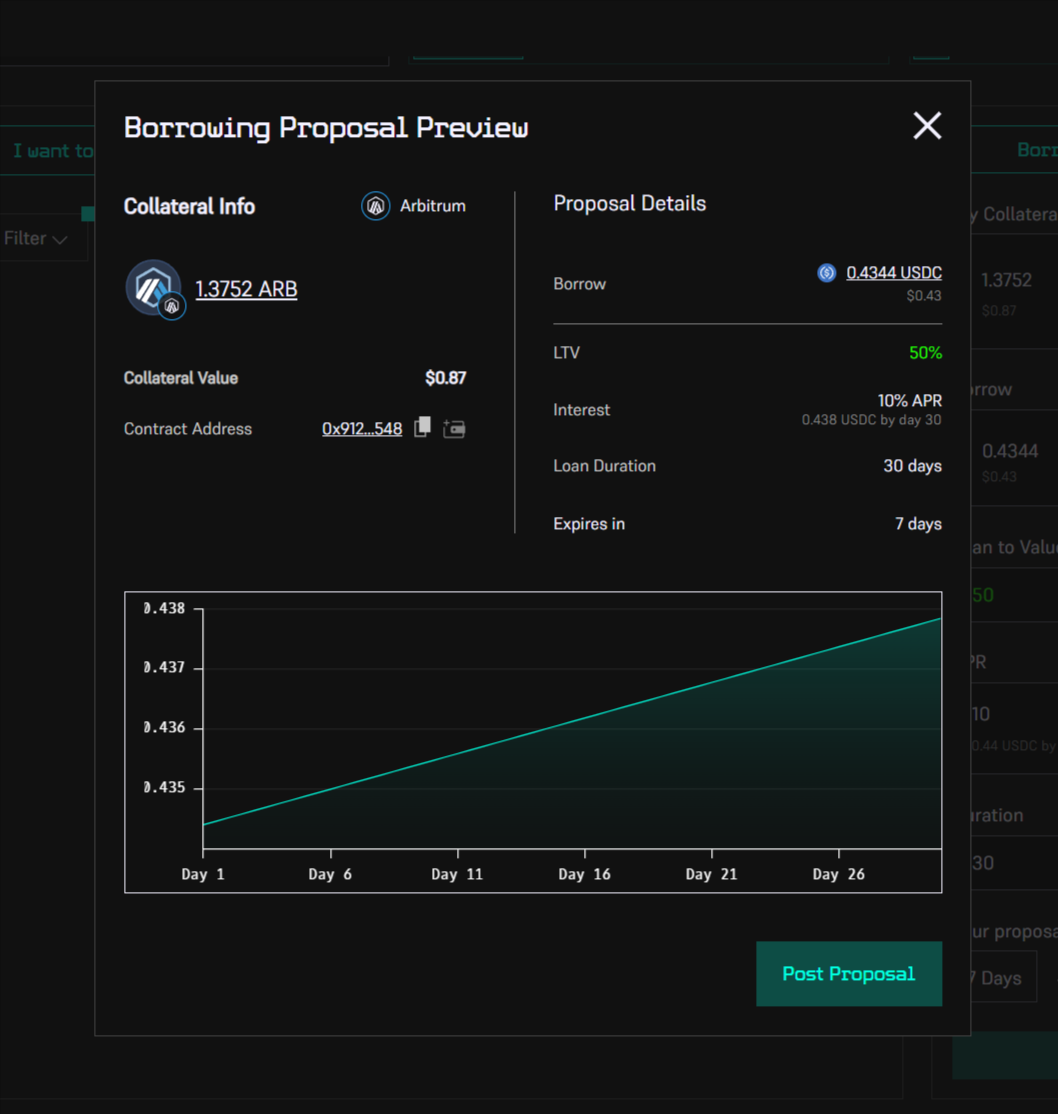 Borrowing Proposal Preview
Collateral Info
Arbitrum
1.3752 ARB
Collateral Value
$0.87
Contract Address
0x912...548
Proposal Details
Borrow
0.4344 USDC
$0.43
LTV
50%
Interest
10% APR
0.438 USDC by day 30
Loan Duration
30 days
Expires in
7 days
0.438
0.437
0.436
0.435
Day 1
Day 6
Day 11
Day 16
Day 21
Day 26
Post Proposal
I want to
Filter
Borr
y Collatera
1.3752
$0.87
rrow
0.4344
$0.43
an to Valu
50
PR
10
0.44 USDC by
uration
30
ur proposa
7 Days